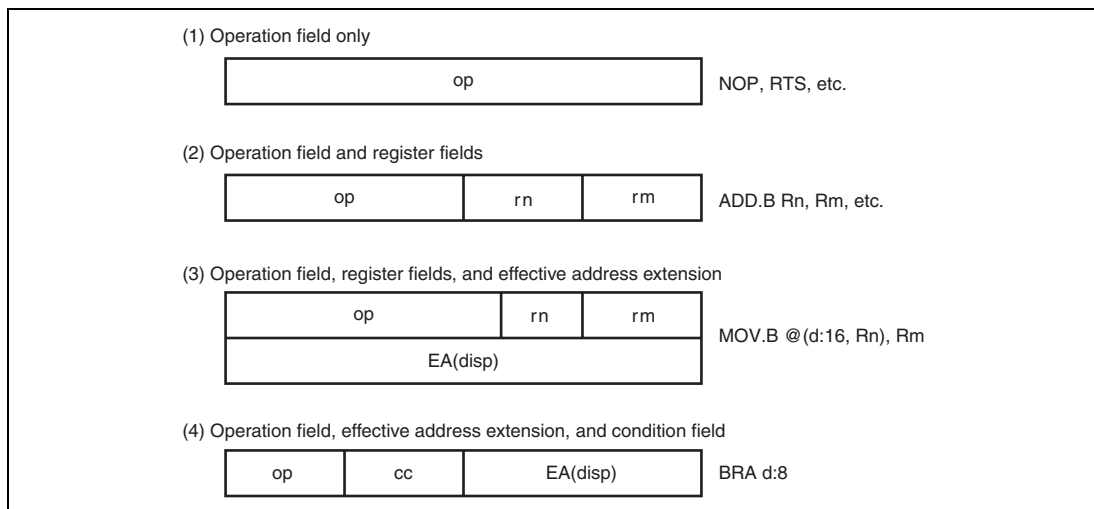 (1) Operation field only
op
NOP, RTS, etc.
(2) Operation field and register fields
op rn rm
ADD.B Rn, Rm, etc.
(3) Operation field, register fields, and effective address extension
op rn rm
EA(disp)
MOV.B @(d:16, Rn), Rm
(4) Operation field, effective address extension, and condition field
op cc EA(disp)
BRA d:8